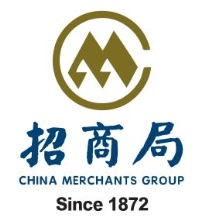 招商局
CHINA MERCHANTS GROUP
Since 1872